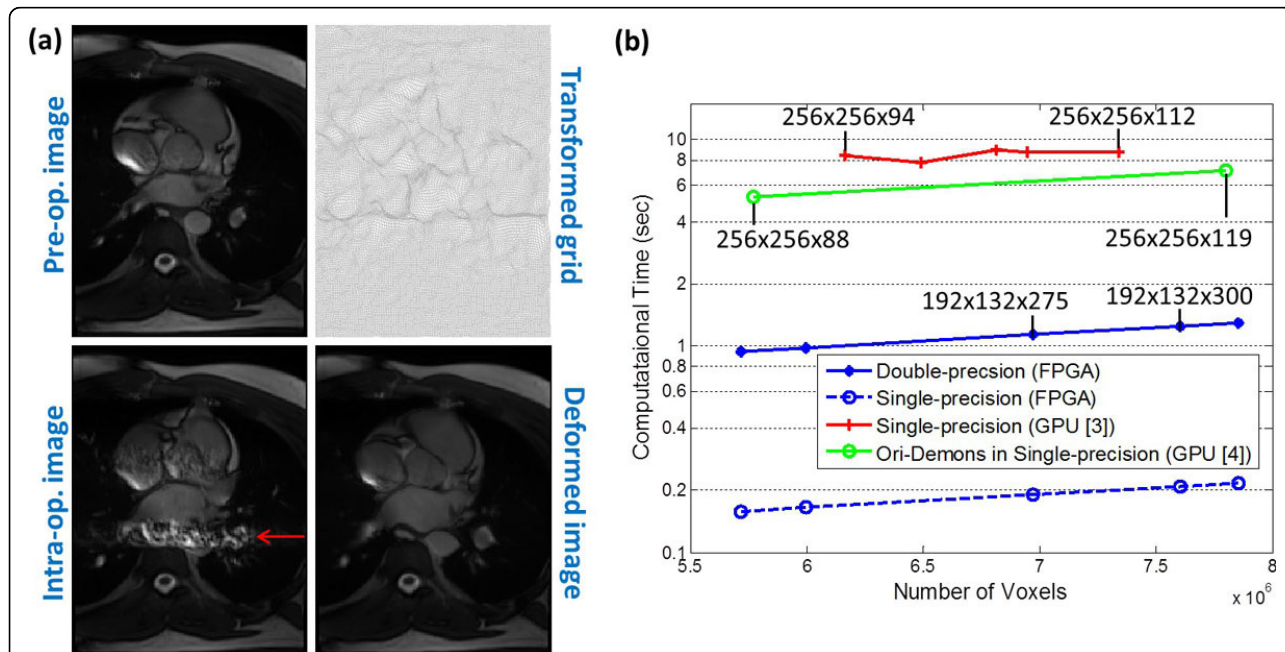 (a)
Pre-op. image
Transformed grid
Intra-op. image
Deformed image
(b)
Computataional Time (sec)
10
8
6
4
2
1
0.8
0.6
0.4
0.2
0.1
256x256x94
256x256x112
256x256x88
256x256x119
192x132x275
192x132x300
Double-precsion (FPGA)
Single-precision (FPGA)
Single-precision (GPU [3])
Ori-Demons in Single-precision (GPU [4])
5.5
6
6.5
7
7.5
8
Number of Voxels
x 10⁶